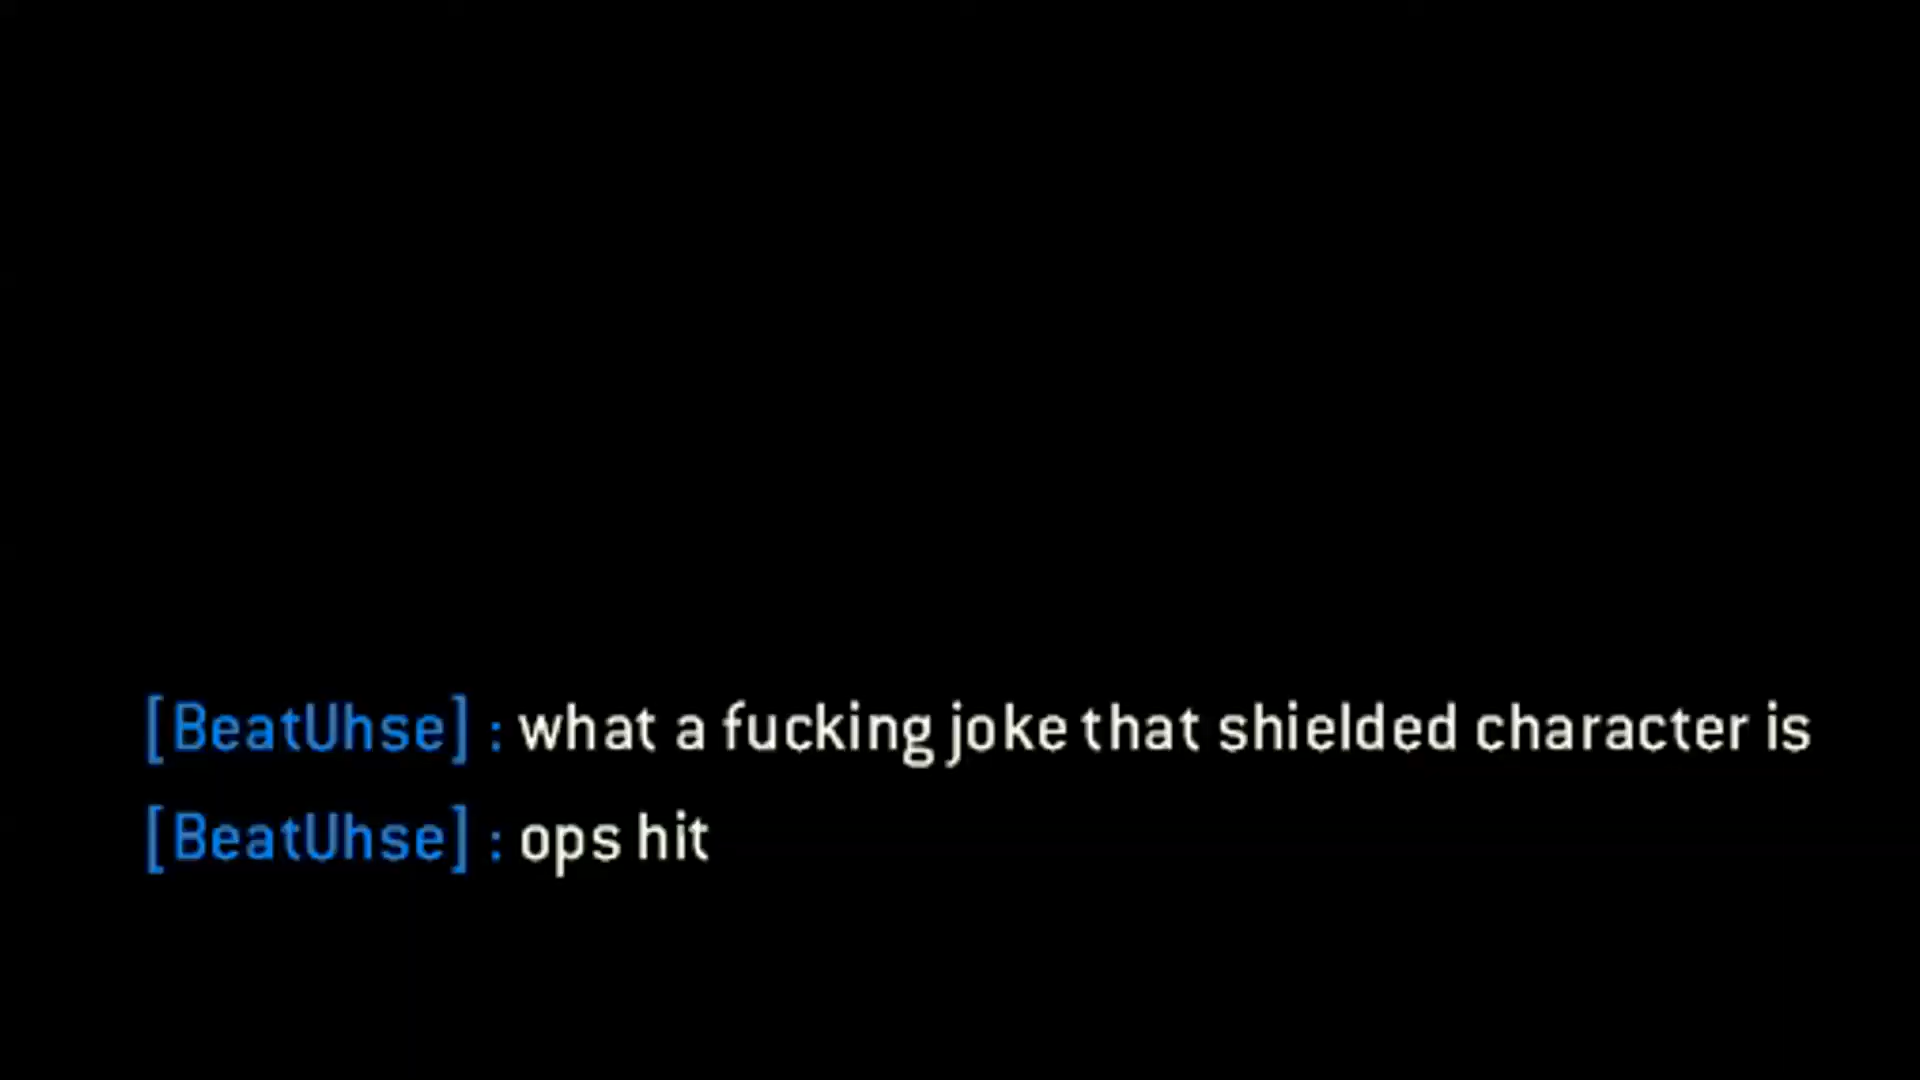 [BeatUhse] : what a fucking joke that shielded character is
[BeatUhse] : ops hit